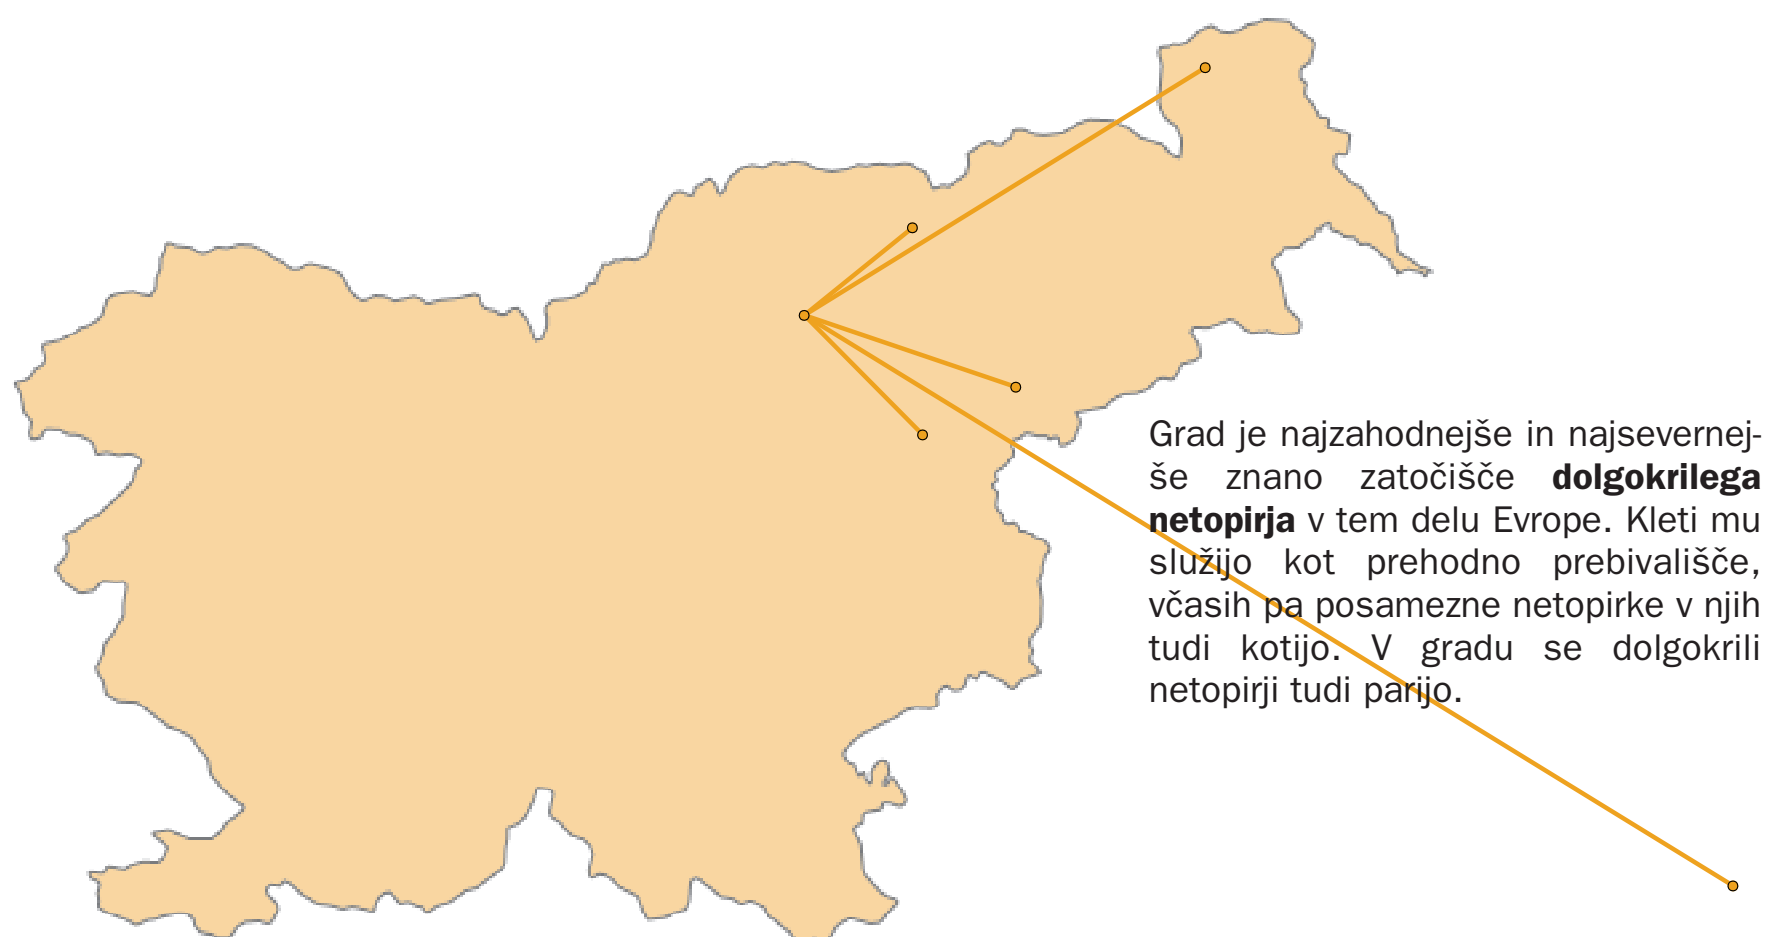 Grad je najzahodnejše in najsevernej-
še znano zatočišče dolgokrilega
netopirja v tem delu Evrope. Kleti mu
služijo kot prehodno prebivališče,
včasih pa posamezne netopirke v njih
tudi kotijo. V gradu se dolgokrili
netopirji tudi parijo.